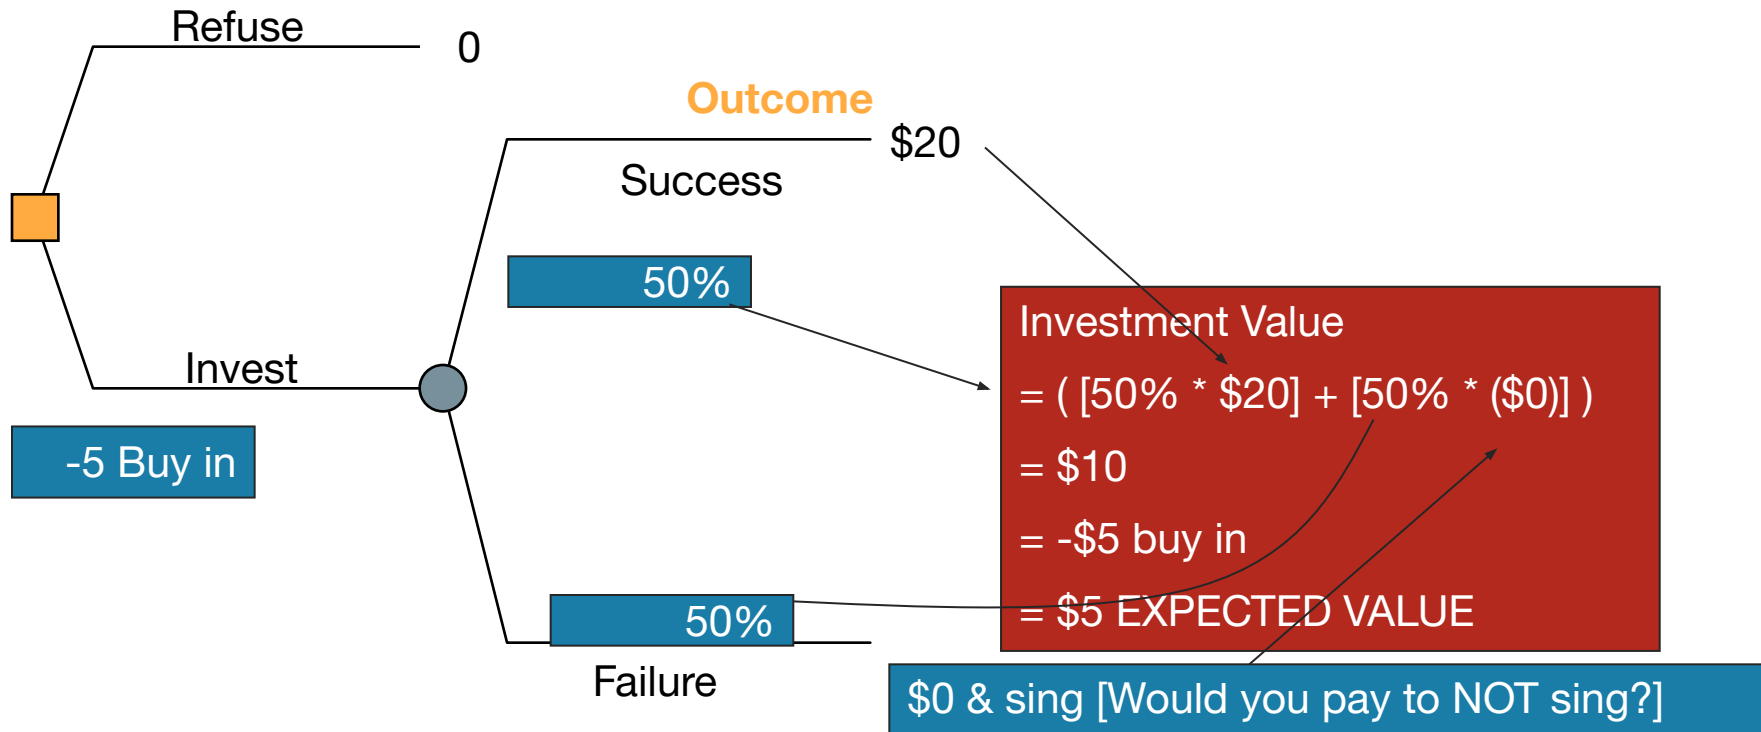 Refuse
0
Outcome
$20
Success
50%
Investment Value
Invest
= ( [50% * $20] + [50% * ($0)] )
-5 Buy in
= $10
= -$5 buy in
= $5 EXPECTED VALUE
50%
Failure
$0 & sing [Would you pay to NOT sing?]